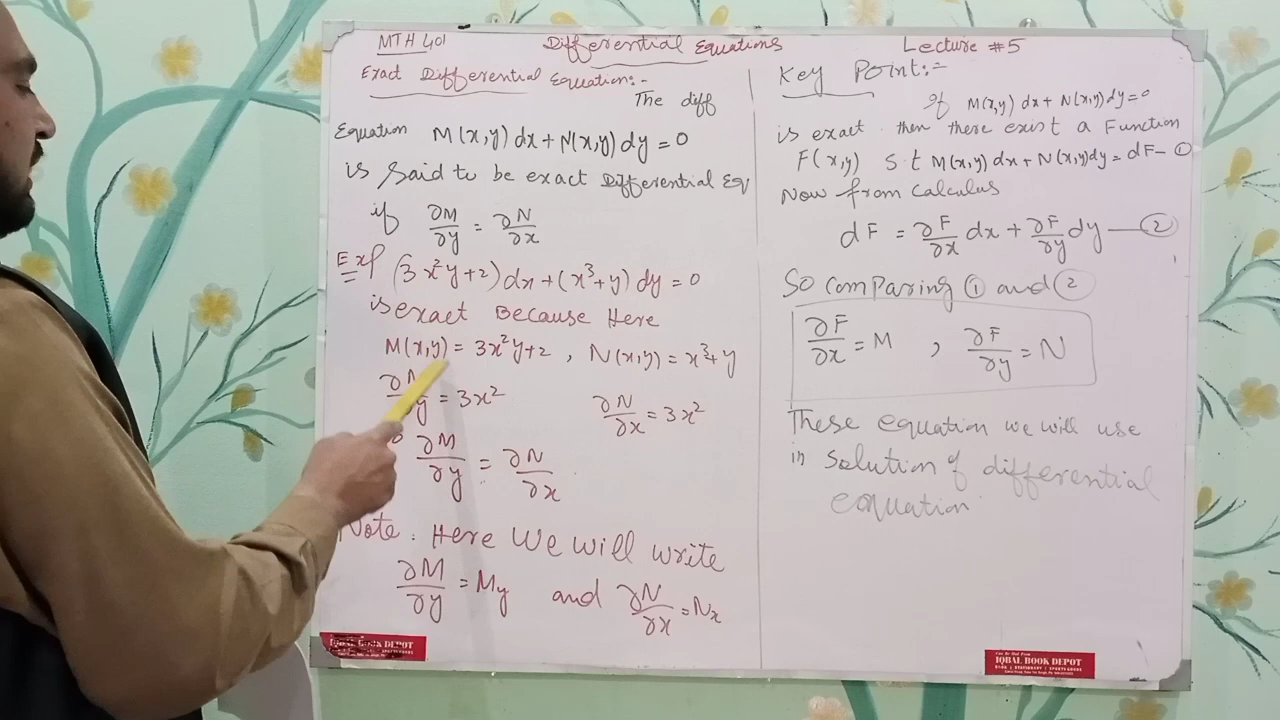 MTH 401
Differential Equations
Lecture #5
Exact Differential Equation:-
The diff
Equation M(x,y) dx + N(x,y) dy = 0
is said to be exact Differential Eq
if ∂M/∂y = ∂N/∂x
Exp (3x²y+2) dx + (x³+y) dy = 0
is exact Because Here
M(x,y) = 3x²y+2 , N(x,y) = x³+y
= 3x² ∂N/∂x = 3x²
∂M/∂y = ∂N/∂x
Note. Here We will write
∂M/∂y = My and ∂N/∂x = Nx
IQBAL BOOK DEPOT
Key Point:-
If M(x,y) dx + N(x,y) dy = 0
is exact then there exist a Function
F(x,y) s.t M(x,y) dx + N(x,y) dy = dF — ①
Now from Calculus
dF = ∂F/∂x dx + ∂F/∂y dy — ②
So comparing ① and ②
∂F/∂x = M , ∂F/∂y = N
These equation we will use
in solution of differential
equation
IQBAL BOOK DEPOT